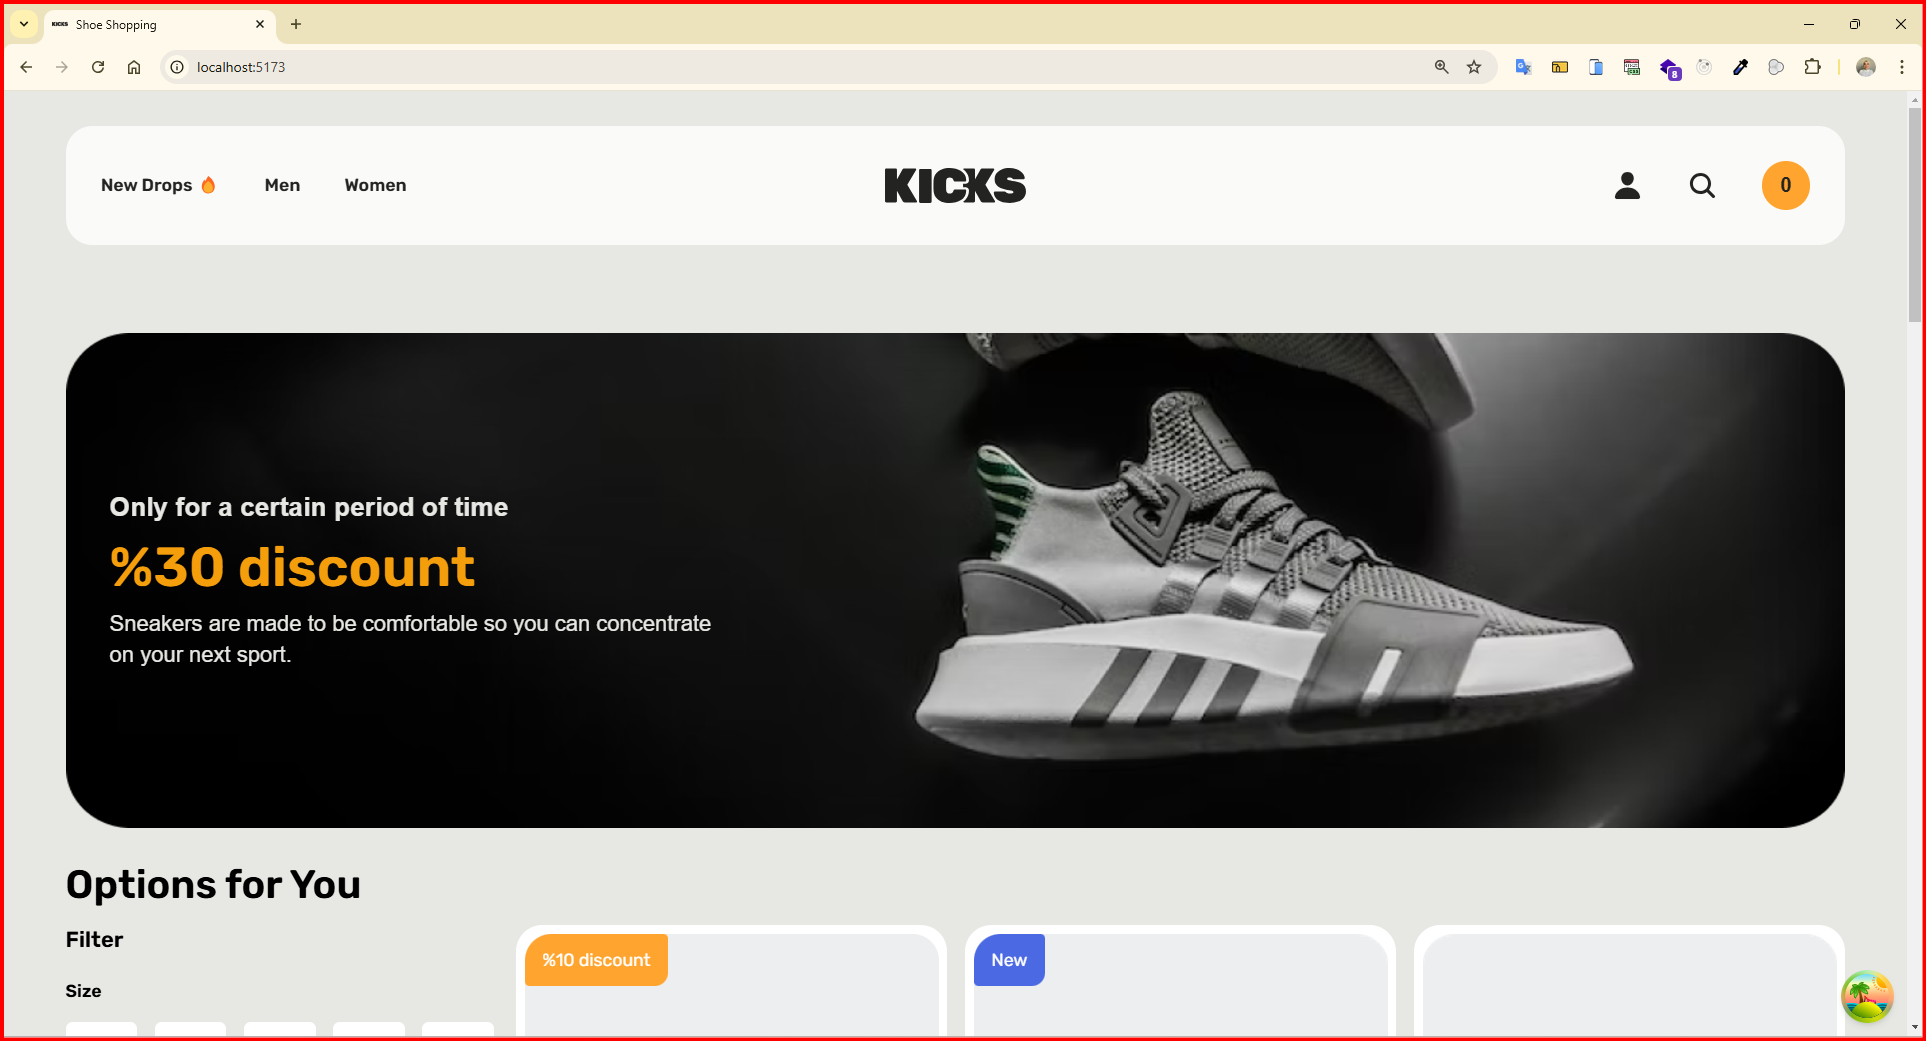 KICKS Shoe Shopping
localhost:5173
8
New Drops Men Women KICKS 0
Only for a certain period of time
%30 discount
Sneakers are made to be comfortable so you can concentrate
on your next sport.
Options for You
Filter
%10 discount
New
Size